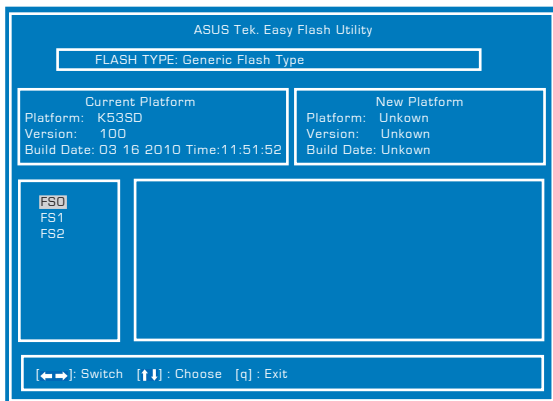 ASUS Tek. Easy Flash Utility
FLASH TYPE: Generic Flash Type
Current Platform
Platform: K53SD
Version: 100
Build Date: 03 16 2010 Time:11:51:52
New Platform
Platform: Unkown
Version: Unkown
Build Date: Unkown
FS0
FS1
FS2
[←→]: Switch [↑↓] : Choose [q] : Exit